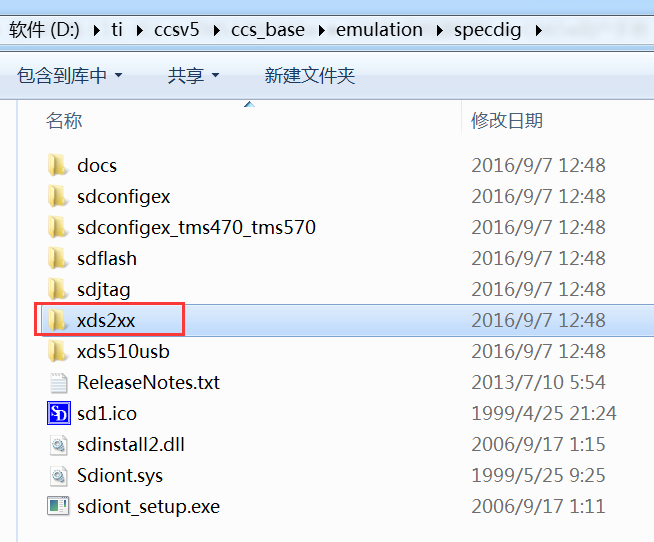 软件 (D:) ▸ ti ▸ ccsv5 ▸ ccs_base ▸ emulation ▸ specdig ▸
包含到库中 共享 新建文件夹
名称 修改日期
docs 2016/9/7 12:48
sdconfigex 2016/9/7 12:48
sdconfigex_tms470_tms570 2016/9/7 12:48
sdflash 2016/9/7 12:48
sdjtag 2016/9/7 12:48
xds2xx 2016/9/7 12:48
xds510usb 2016/9/7 12:48
ReleaseNotes.txt 2013/7/10 5:54
sd1.ico 1999/4/25 21:24
sdinstall2.dll 2006/9/17 1:15
Sdiont.sys 1999/5/25 9:25
sdiont_setup.exe 2006/9/17 1:11